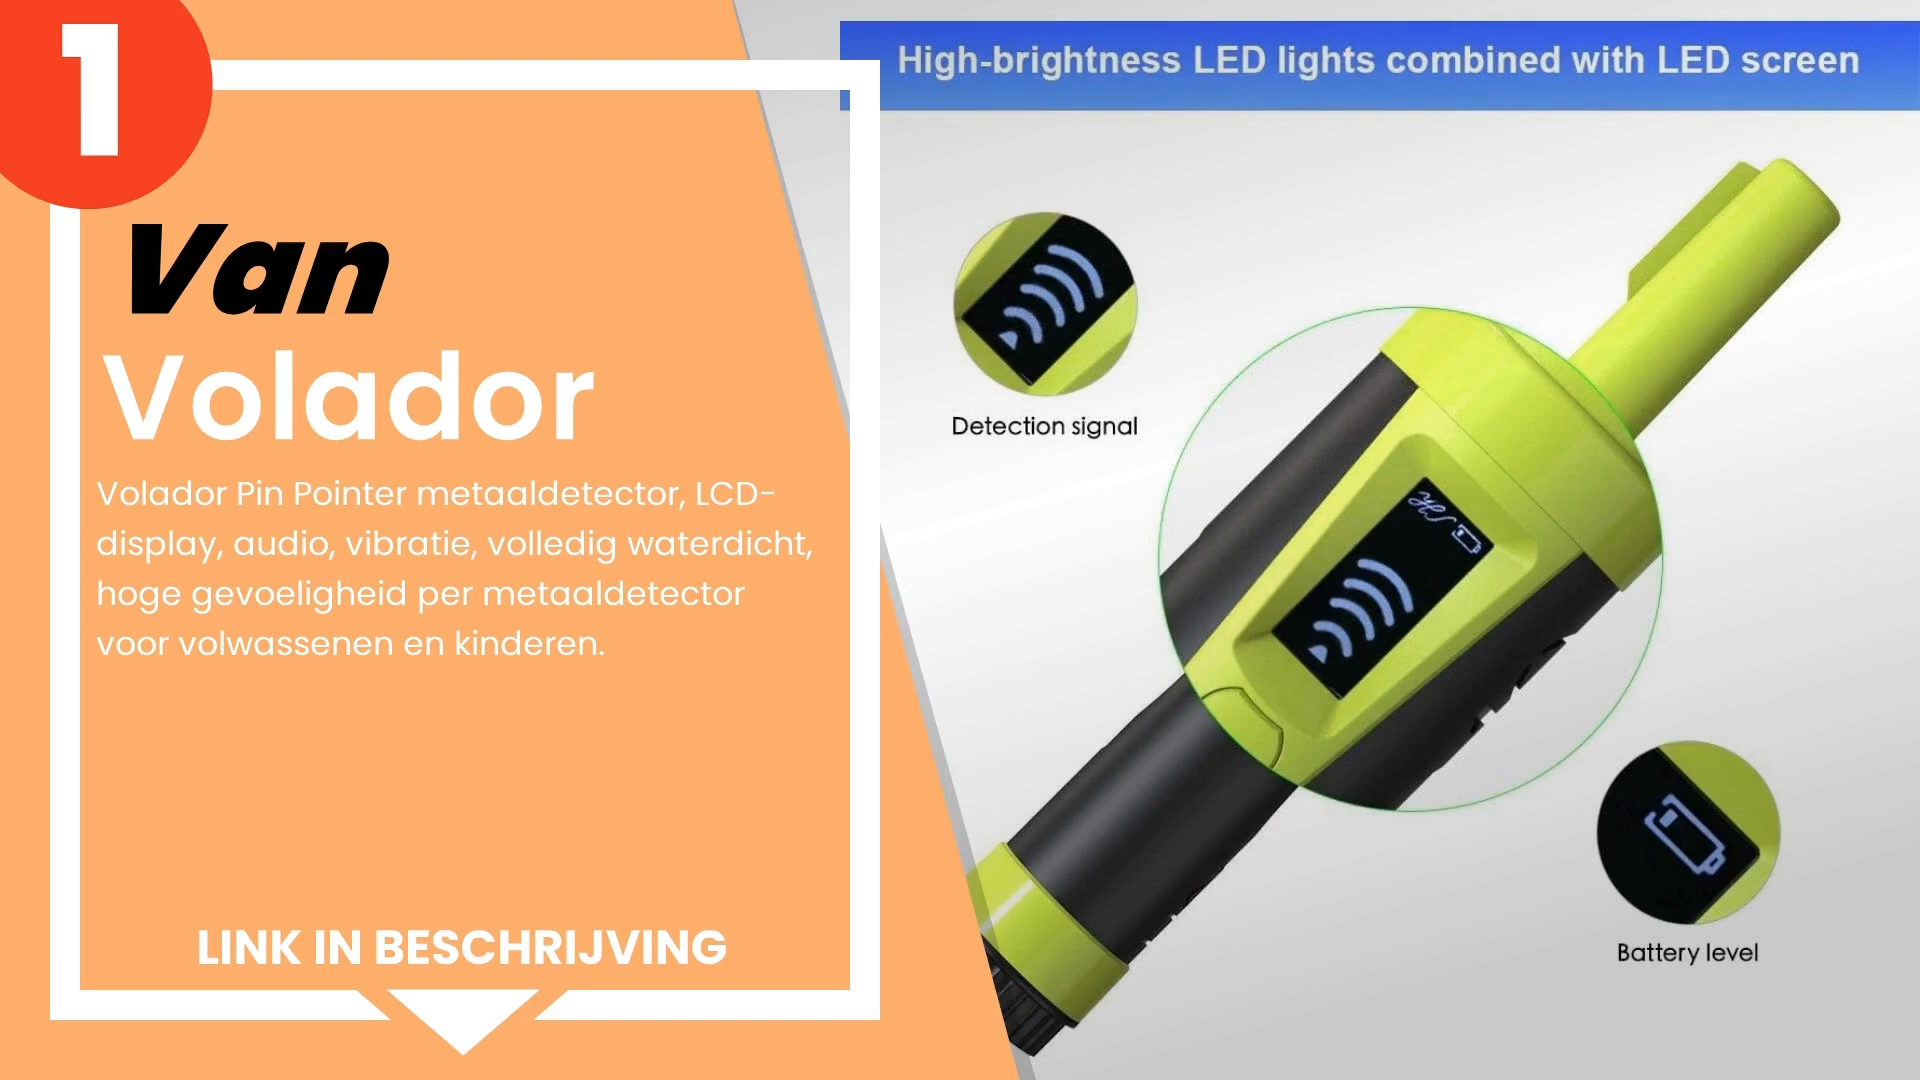 1
High-brightness LED lights combined with LED screen
Van
Volador
Volador Pin Pointer metaaldetector, LCD-
display, audio, vibratie, volledig waterdicht,
hoge gevoeligheid per metaaldetector
voor volwassenen en kinderen.
LINK IN BESCHRIJVING
Detection signal
Battery level